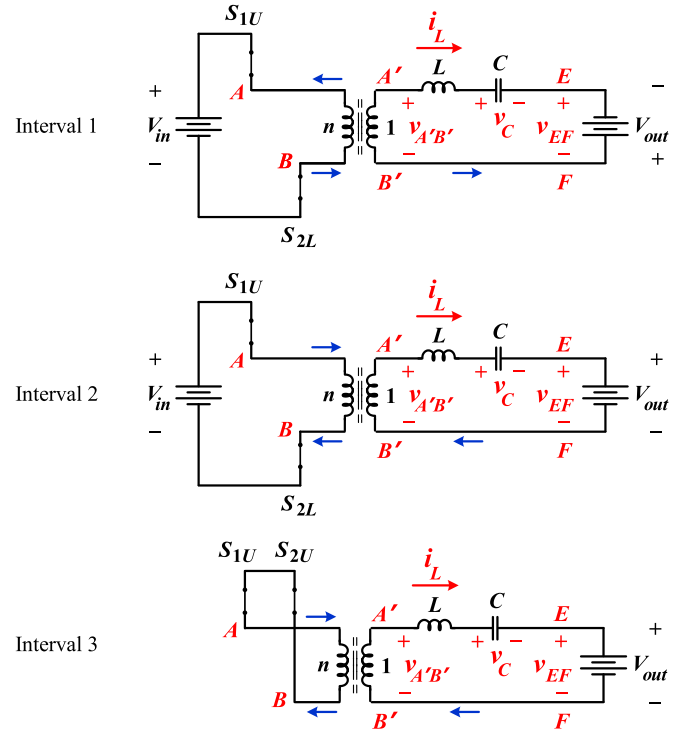 S1U
iL
A′ L C E
+ A + + − + −
Interval 1 Vin n 1 vA′B′ vC vEF Vout
− B − − +
B′ F
S2L
S1U
iL
A′ L C E
+ A + + − + +
Interval 2 Vin n 1 vA′B′ vC vEF Vout
− B − − −
B′ F
S2L
S1U S2U
iL
A′ L C E
A + + − + +
Interval 3 n 1 vA′B′ vC vEF Vout
B − − −
B′ F